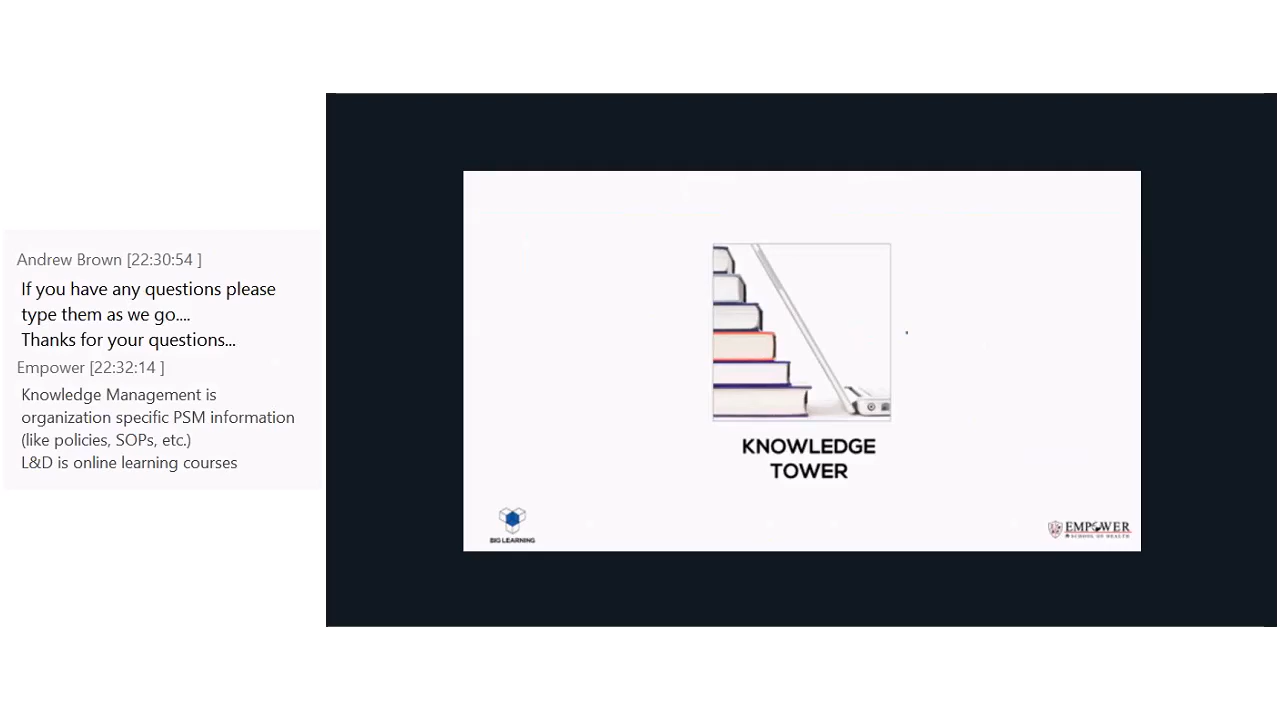 Andrew Brown [22:30:54 ]
If you have any questions please
type them as we go....
Thanks for your questions...
Empower [22:32:14 ]
Knowledge Management is
organization specific PSM information
(like policies, SOPs, etc.)
L&D is online learning courses
KNOWLEDGE
TOWER
BIG LEARNING
EMPOWER
SCHOOL OF HEALTH